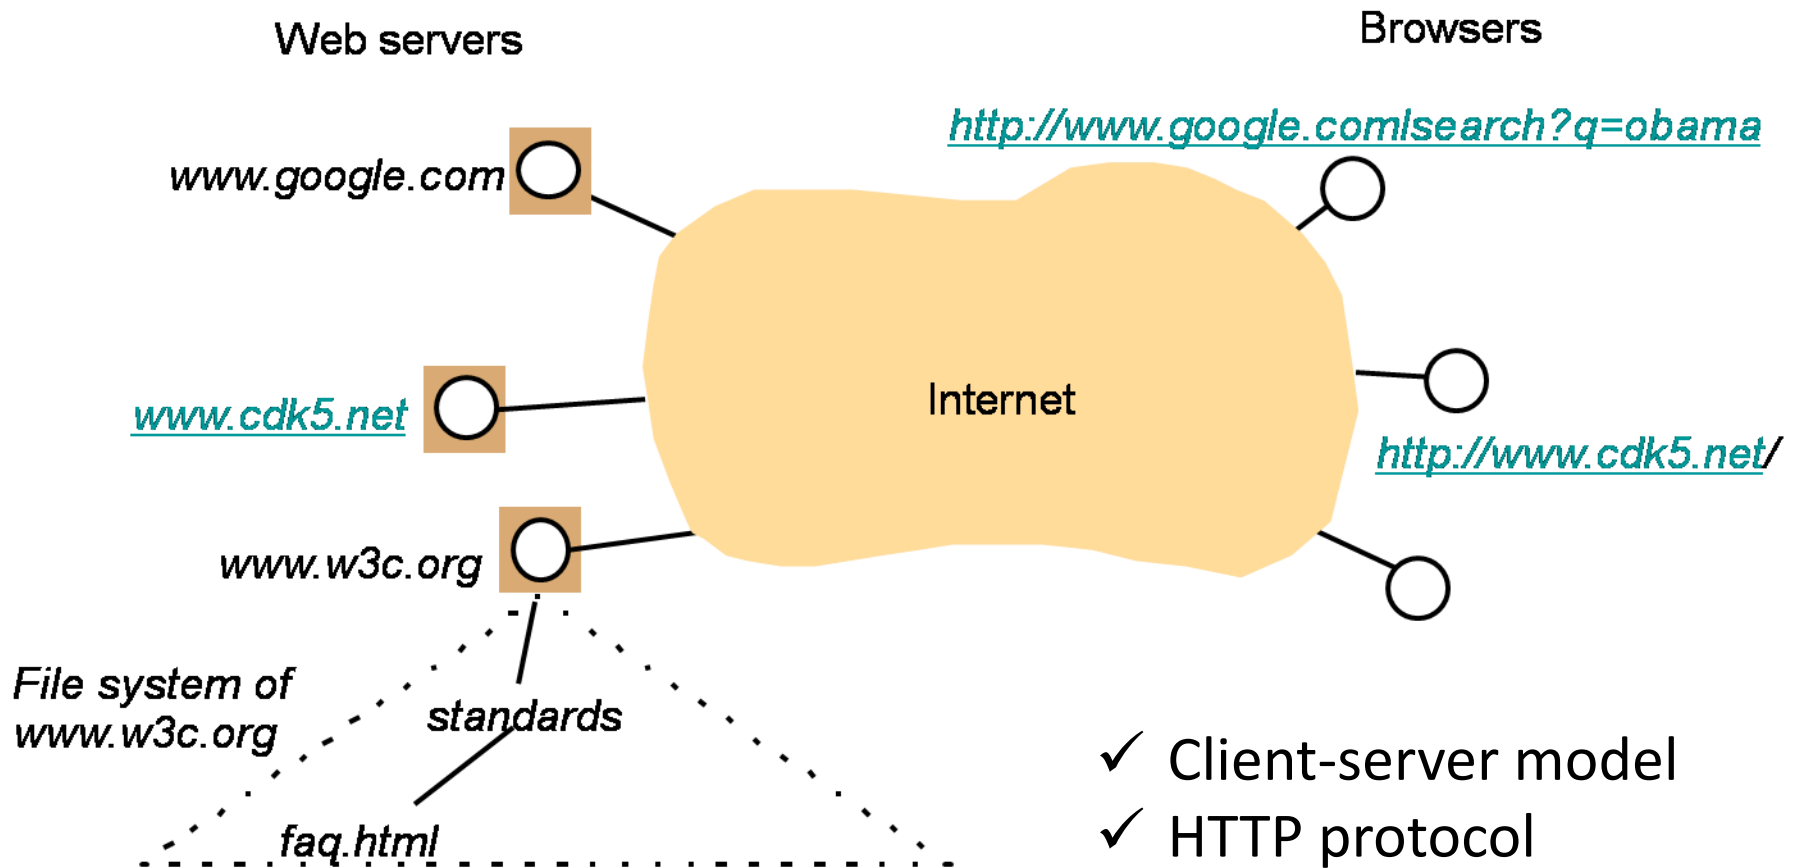 Web servers
Browsers
http://www.google.comlsearch?q=obama
www.google.com
Internet
www.cdk5.net
http://www.cdk5.net/
www.w3c.org
File system of
www.w3c.org
standards
faq.html
✓ Client-server model
✓ HTTP protocol